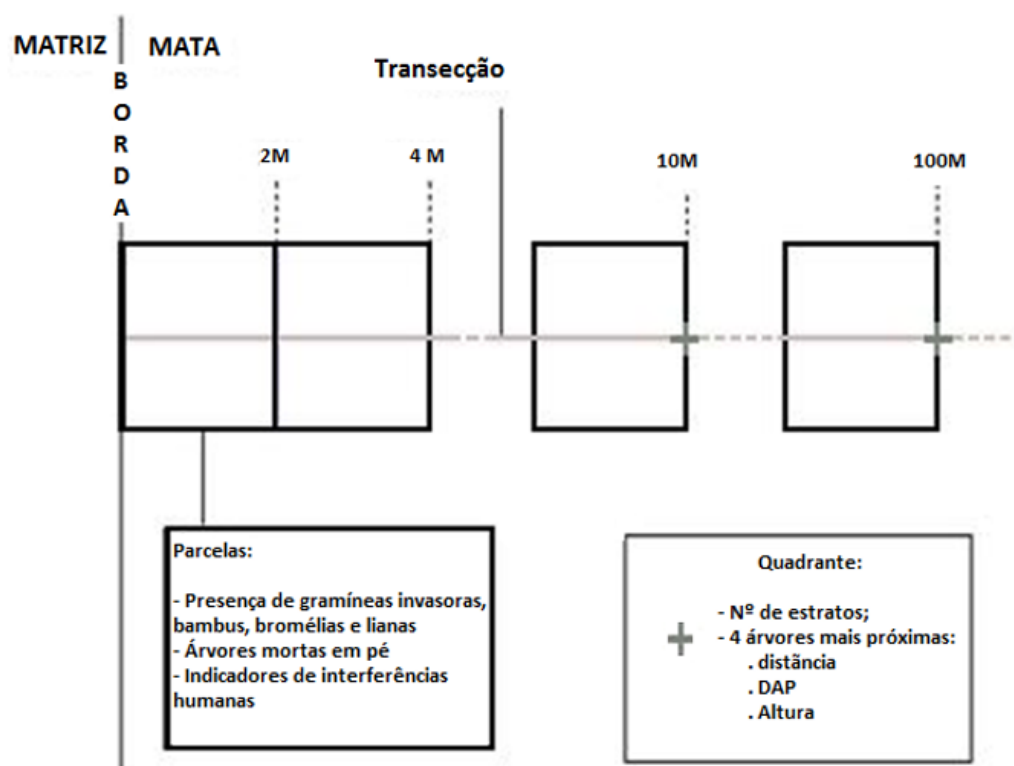 MATRIZ
MATA
B
O
R
D
A
Transecção
2M
4 M
10M
100M
Parcelas:
- Presença de gramíneas invasoras,
bambus, bromélias e lianas
- Árvores mortas em pé
- Indicadores de interferências
humanas
Quadrante:
- Nº de estratos;
- 4 árvores mais próximas:
. distãncia
. DAP
. Altura